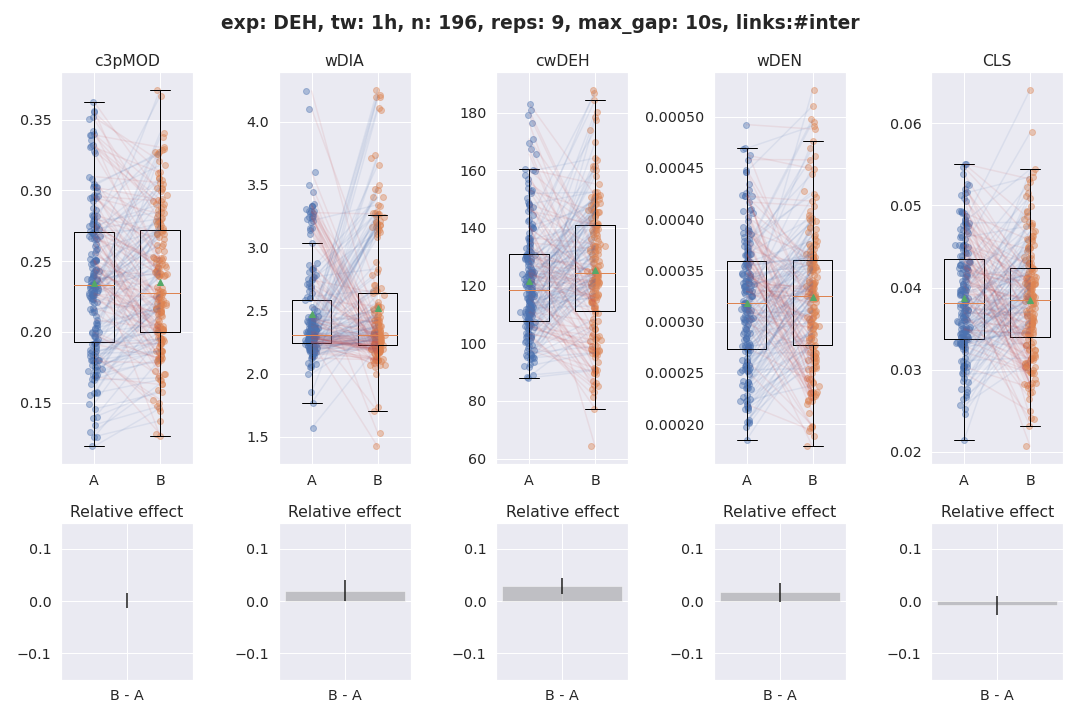 exp: DEH, tw: 1h, n: 196, reps: 9, max_gap: 10s, links:#inter
c3pMOD
wDIA
cwDEH
wDEN
CLS
0.35
0.30
0.25
0.20
0.15
A
B
4.0
3.5
3.0
2.5
2.0
1.5
A
B
180
160
140
120
100
80
60
A
B
0.00050
0.00045
0.00040
0.00035
0.00030
0.00025
0.00020
A
B
0.06
0.05
0.04
0.03
0.02
A
B
Relative effect
0.1
0.0
−0.1
B - A
Relative effect
0.1
0.0
−0.1
B - A
Relative effect
0.1
0.0
−0.1
B - A
Relative effect
0.1
0.0
−0.1
B - A
Relative effect
0.1
0.0
−0.1
B - A